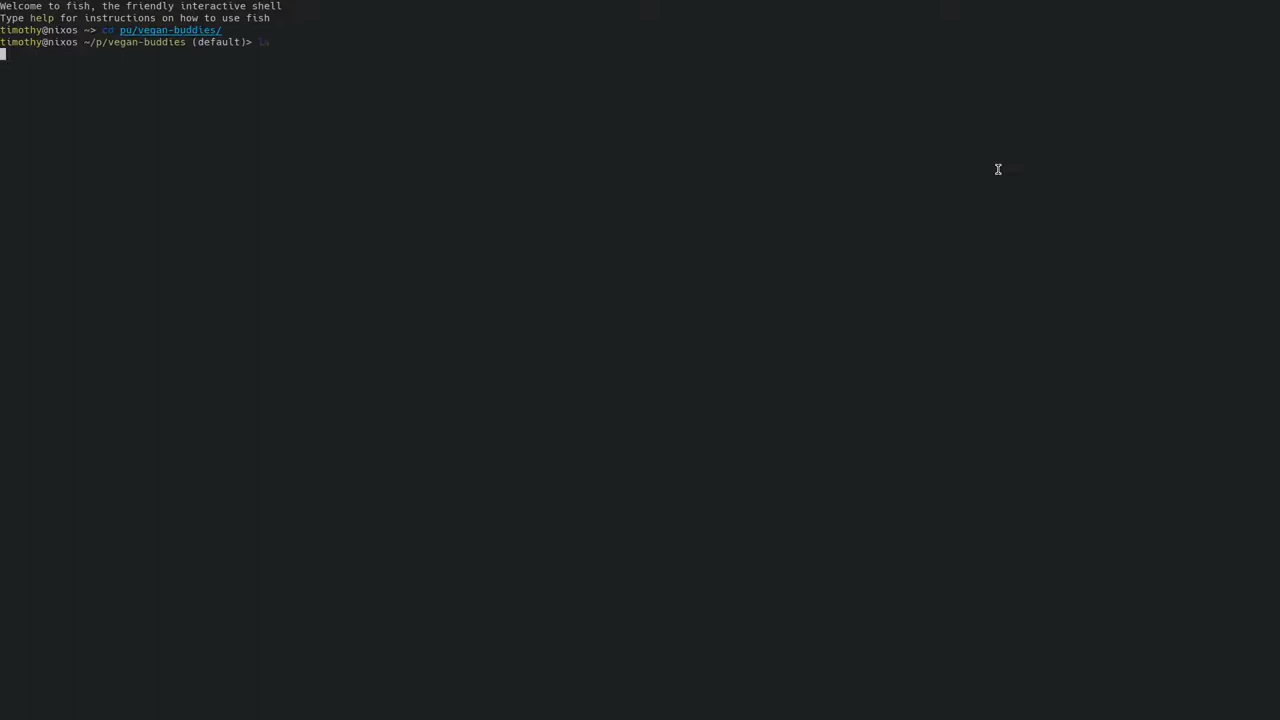 Welcome to fish, the friendly interactive shell
Type help for instructions on how to use fish
timothy@nixos ~> cd pu/vegan-buddies/
timothy@nixos ~/p/vegan-buddies (default)> ls